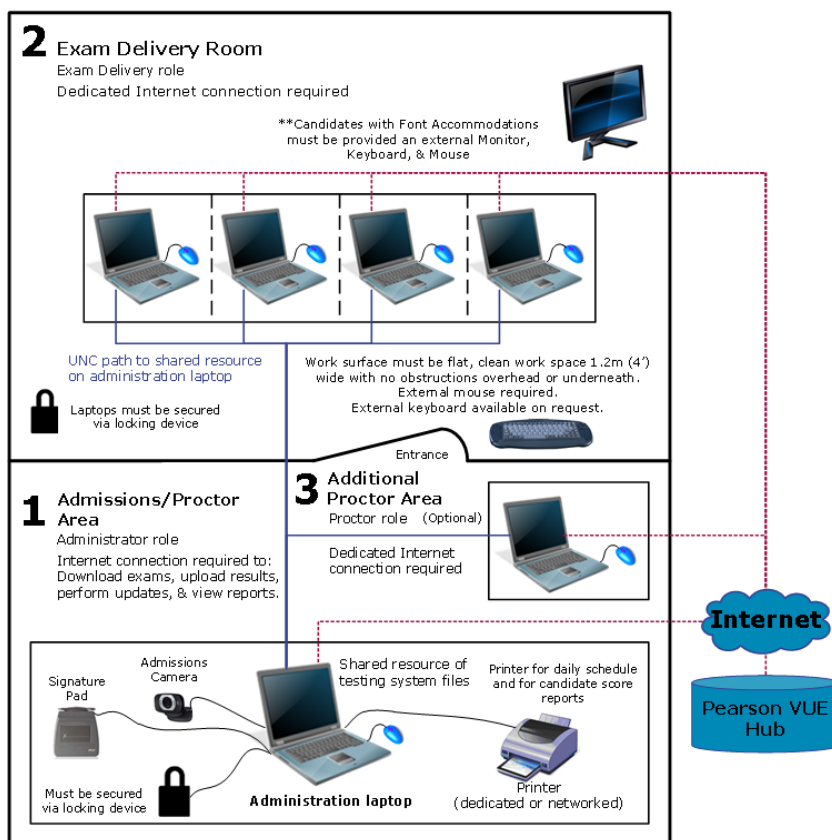 2 Exam Delivery Room
Exam Delivery role
Dedicated Internet connection required
**Candidates with Font Accommodations
must be provided an external Monitor,
Keyboard, & Mouse
UNC path to shared resource
on administration laptop
Work surface must be flat, clean work space 1.2m (4')
wide with no obstructions overhead or underneath.
External mouse required.
External keyboard available on request.
Laptops must be secured
via locking device
Entrance
1 Admissions/Proctor
Area
Administrator role
Internet connection required to:
Download exams, upload results,
perform updates, & view reports.
3 Additional
Proctor Area
Proctor role (Optional)
Dedicated Internet
connection required
Internet
Pearson VUE
Hub
Signature
Pad
Admissions
Camera
Shared resource of
testing system files
Printer for daily schedule
and for candidate score
reports
Must be secured
via locking device
Administration laptop
Printer
(dedicated or networked)